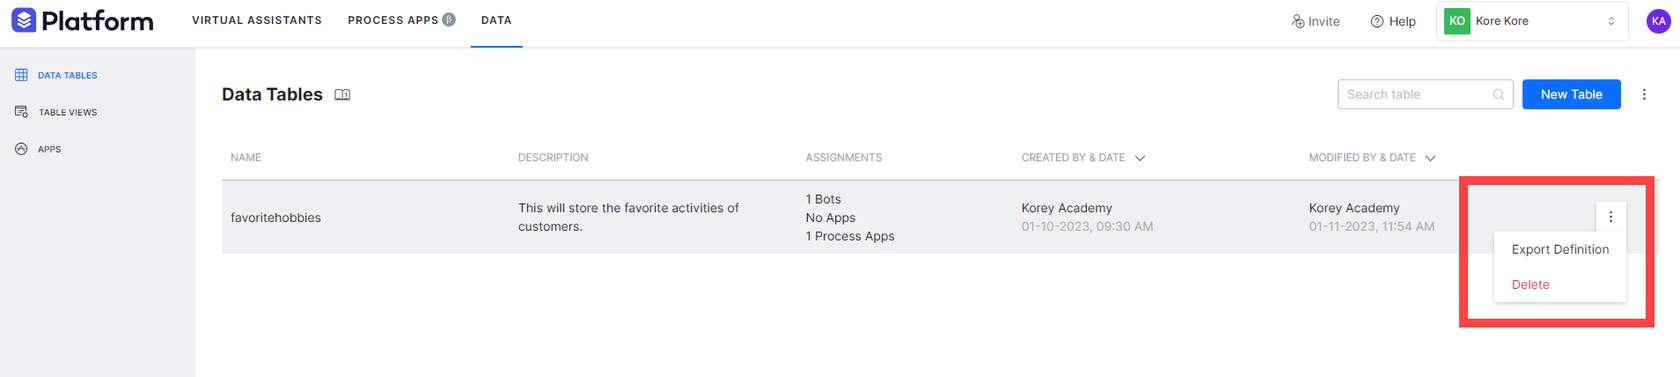 Platform
VIRTUAL ASSISTANTS
PROCESS APPS β
DATA
Invite
Help
KO Kore Kore
KA
DATA TABLES
TABLE VIEWS
APPS
Data Tables
Search table
New Table
NAME
DESCRIPTION
ASSIGNMENTS
CREATED BY & DATE
MODIFIED BY & DATE
favoritehobbies
This will store the favorite activities of
customers.
1 Bots
No Apps
1 Process Apps
Korey Academy
01-10-2023, 09:30 AM
Korey Academy
01-11-2023, 11:54 AM
Export Definition
Delete